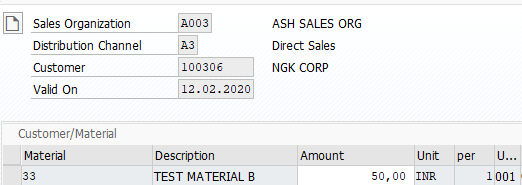 Sales Organization A003 ASH SALES ORG
Distribution Channel A3 Direct Sales
Customer 100306 NGK CORP
Valid On 12.02.2020
Customer/Material
Material Description Amount Unit per U...
33 TEST MATERIAL B 50,00 INR 1 001